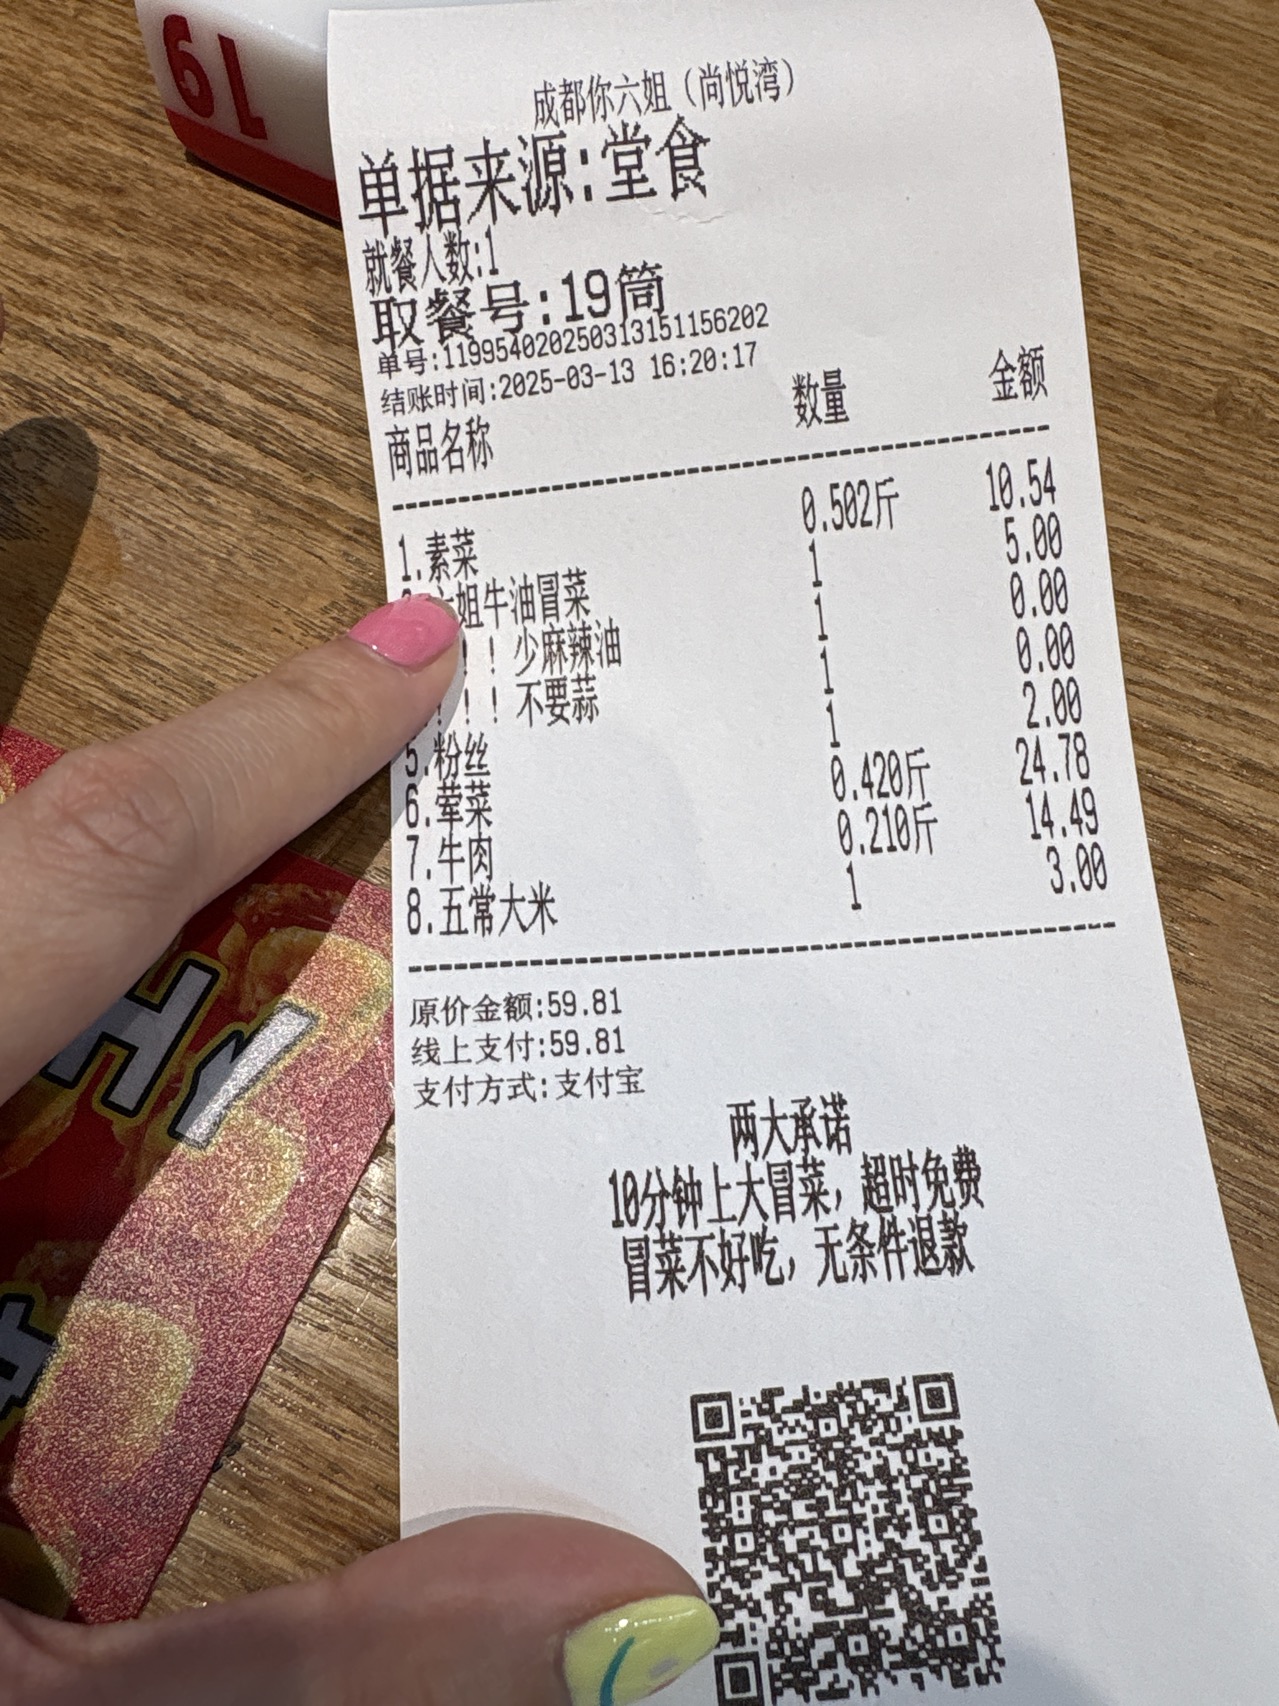 19
成都你六姐（尚悦湾）
单据来源:堂食
就餐人数:1
取餐号:19筒
单号:11995402025031315115​6202
结账时间:2025-03-13 16:20:17
商品名称 数量 金额
1.素菜 0.502斤 10.54
姐牛油冒菜 1 5.00
！！少麻辣油 1 0.00
！！！不要蒜 1 0.00
5.粉丝 1 2.00
6.荤菜 0.420斤 24.78
7.牛肉 0.210斤 14.49
8.五常大米 1 3.00
原价金额:59.81
线上支付:59.81
支付方式:支付宝
两大承诺
10分钟上大冒菜，超时免费
冒菜不好吃，无条件退款